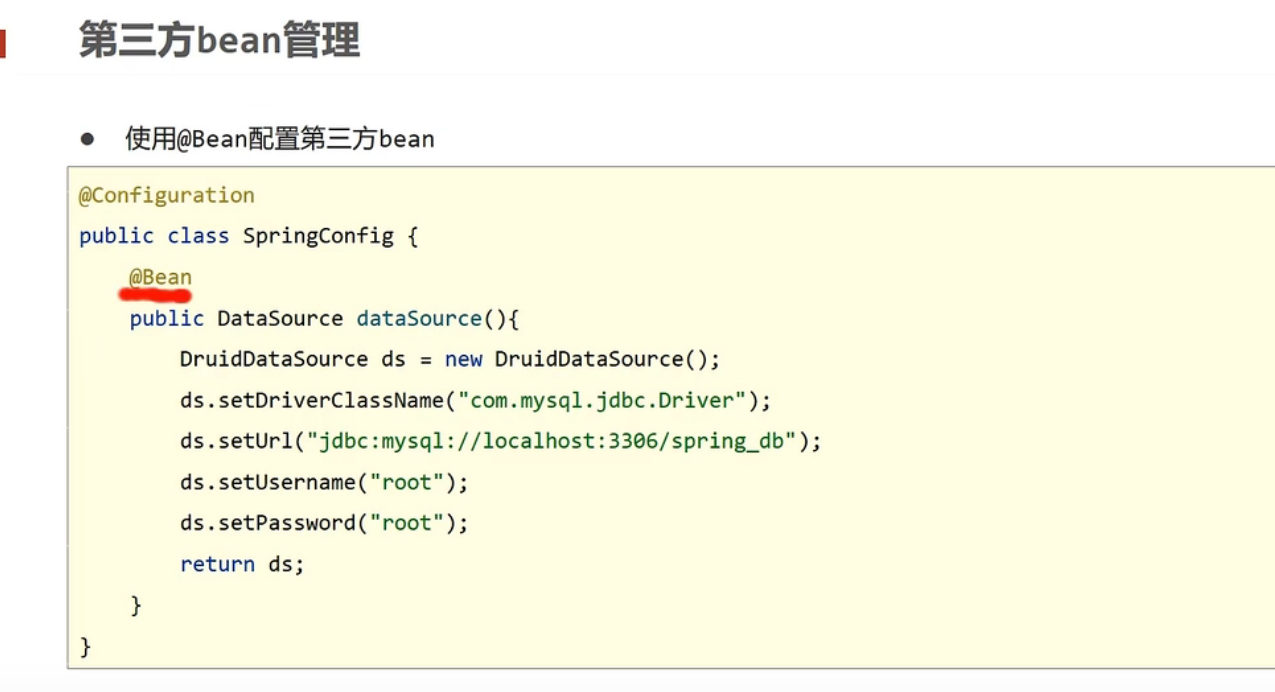 第三方bean管理
● 使用@Bean配置第三方bean
@Configuration
public class SpringConfig {
    @Bean
    public DataSource dataSource(){
        DruidDataSource ds = new DruidDataSource();
        ds.setDriverClassName("com.mysql.jdbc.Driver");
        ds.setUrl("jdbc:mysql://localhost:3306/spring_db");
        ds.setUsername("root");
        ds.setPassword("root");
        return ds;
    }
}